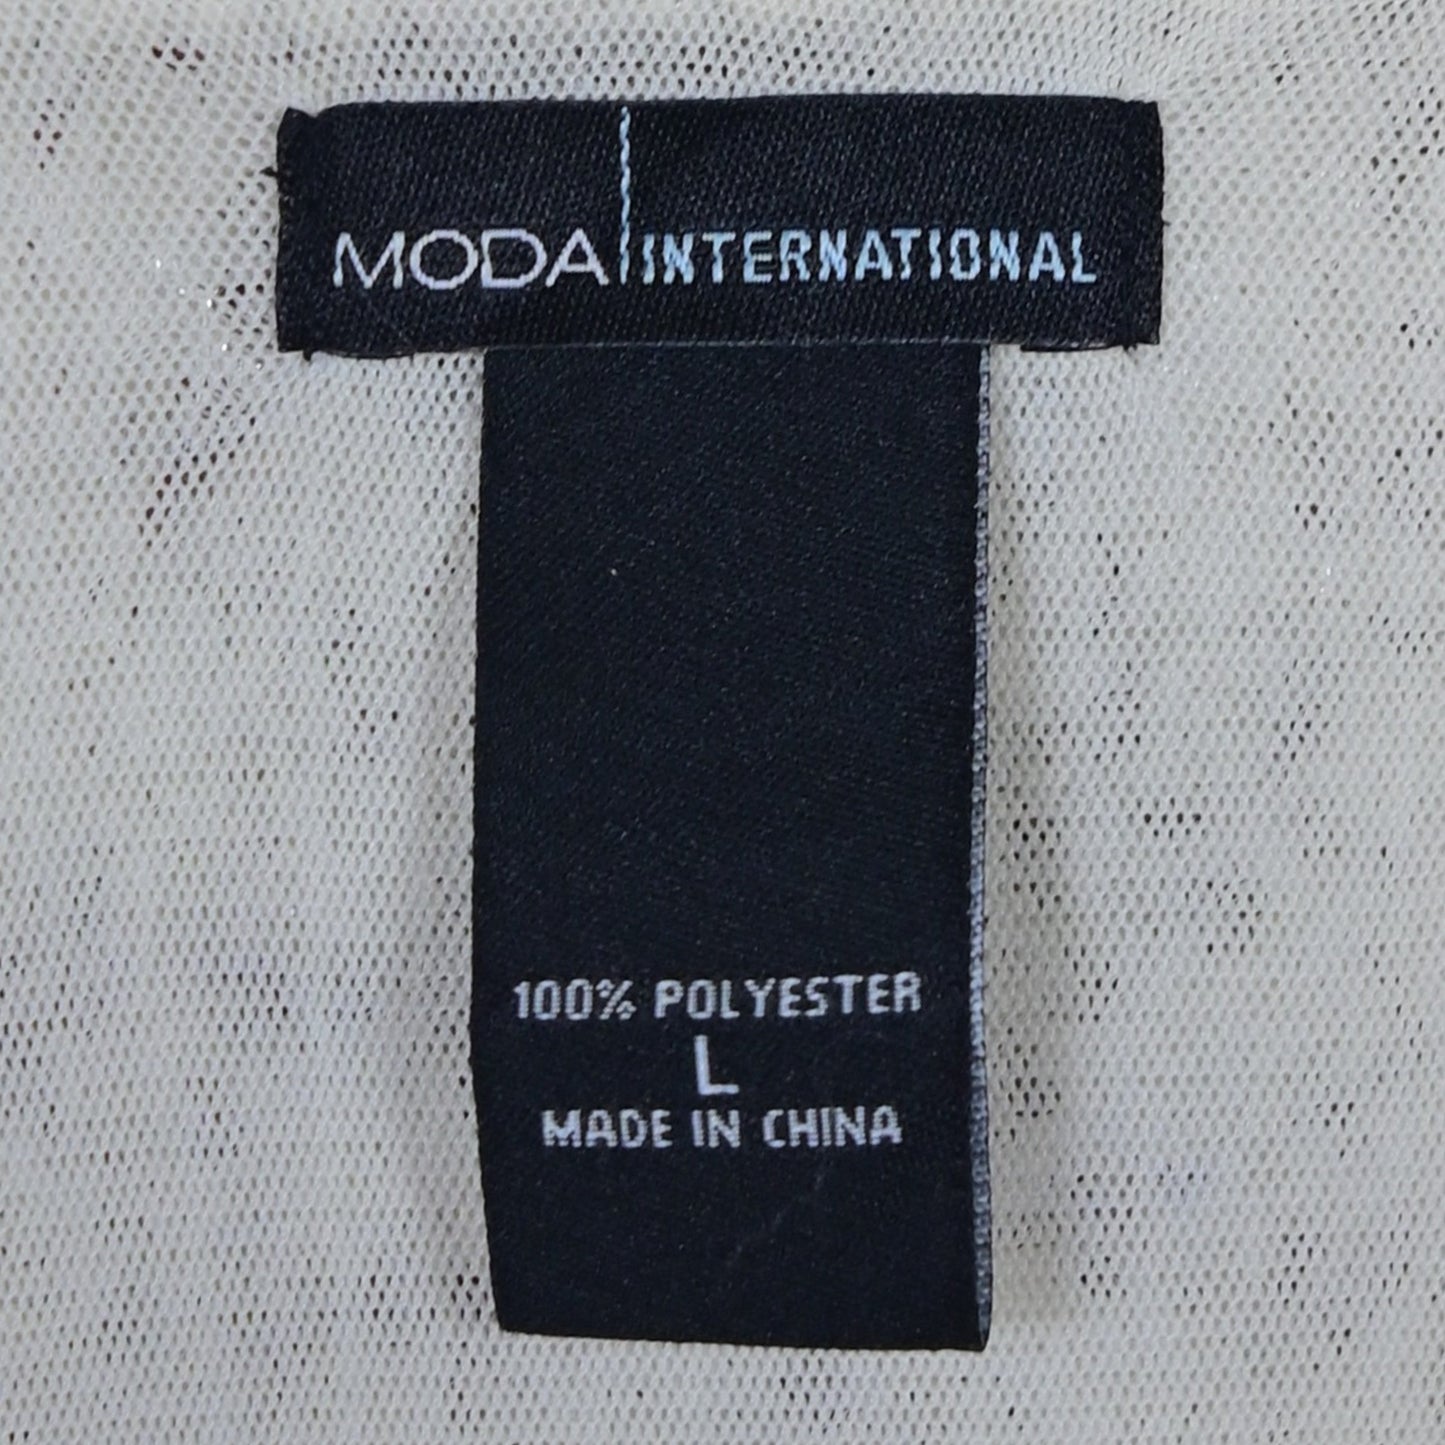 MODA INTERNATIONAL
100% POLYESTER
L
MADE IN CHINA